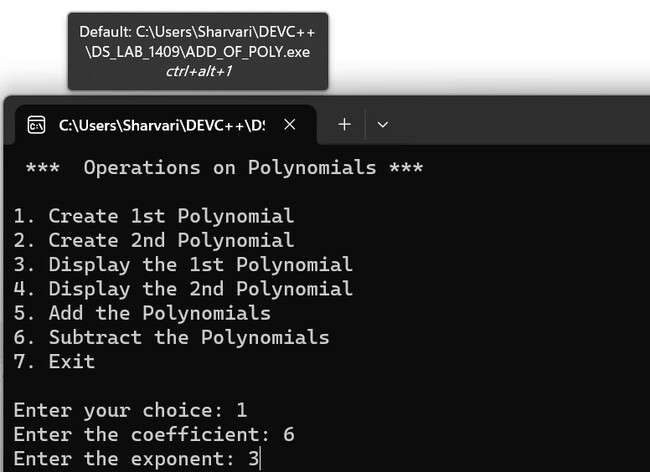 Default: C:\Users\Sharvari\DEVC++
\DS_LAB_1409\ADD_OF_POLY.exe
ctrl+alt+1
C:\Users\Sharvari\DEVC++\DS
*** Operations on Polynomials ***
1. Create 1st Polynomial
2. Create 2nd Polynomial
3. Display the 1st Polynomial
4. Display the 2nd Polynomial
5. Add the Polynomials
6. Subtract the Polynomials
7. Exit
Enter your choice: 1
Enter the coefficient: 6
Enter the exponent: 3